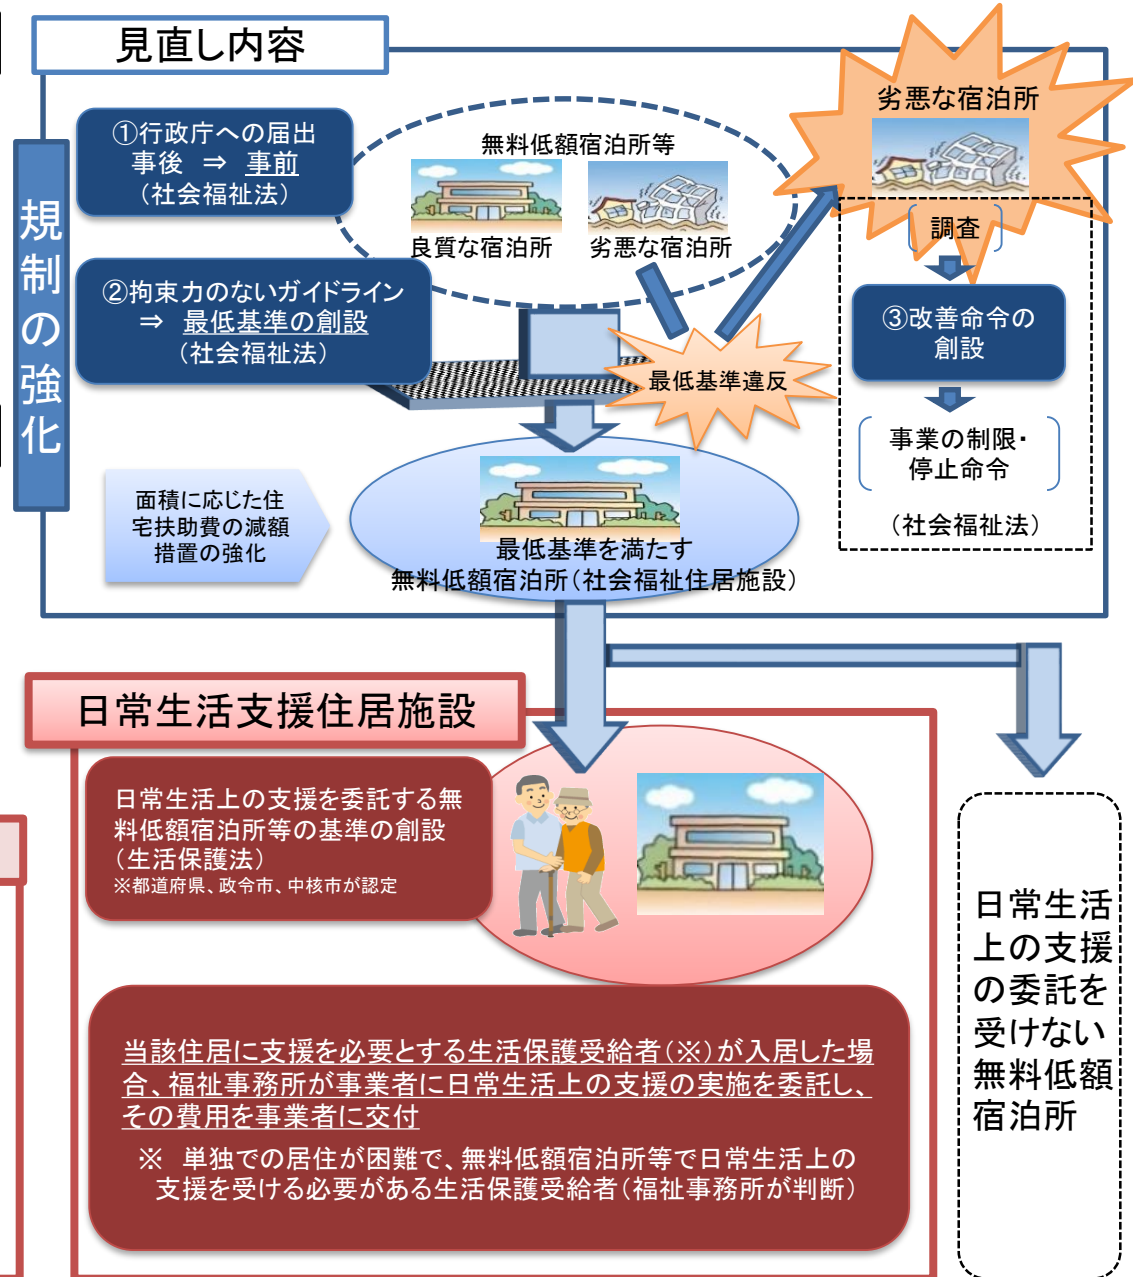 見直し内容
規制の強化
①行政庁への届出
事後 ⇒ 事前
(社会福祉法)
無料低額宿泊所等
良質な宿泊所
劣悪な宿泊所
劣悪な宿泊所
調査
②拘束力のないガイドライン
⇒ 最低基準の創設
(社会福祉法)
最低基準違反
③改善命令の
創設
事業の制限・
停止命令
(社会福祉法)
面積に応じた住
宅扶助費の減額
措置の強化
最低基準を満たす
無料低額宿泊所(社会福祉住居施設)
日常生活支援住居施設
日常生活上の支援を委託する無
料低額宿泊所等の基準の創設
(生活保護法)
※都道府県、政令市、中核市が認定
当該住居に支援を必要とする生活保護受給者(※)が入居した場
合、福祉事務所が事業者に日常生活上の支援の実施を委託し、
その費用を事業者に交付
※ 単独での居住が困難で、無料低額宿泊所等で日常生活上の
支援を受ける必要がある生活保護受給者(福祉事務所が判断)
日常生活
上の支援
の委託を
受けない
無料低額
宿泊所